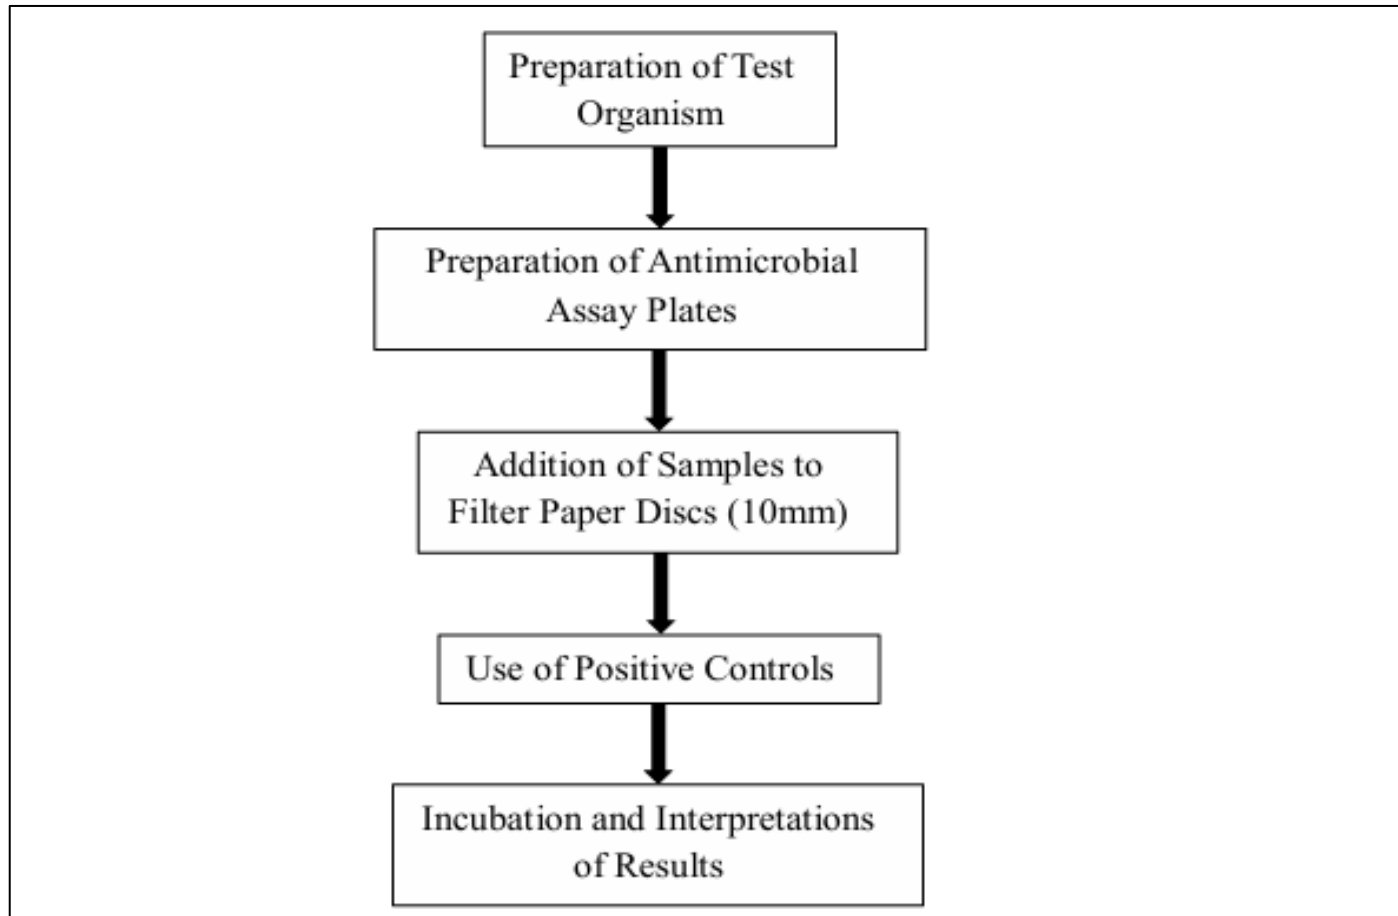 Preparation of Test
Organism
Preparation of Antimicrobial
Assay Plates
Addition of Samples to
Filter Paper Discs (10mm)
Use of Positive Controls
Incubation and Interpretations
of Results